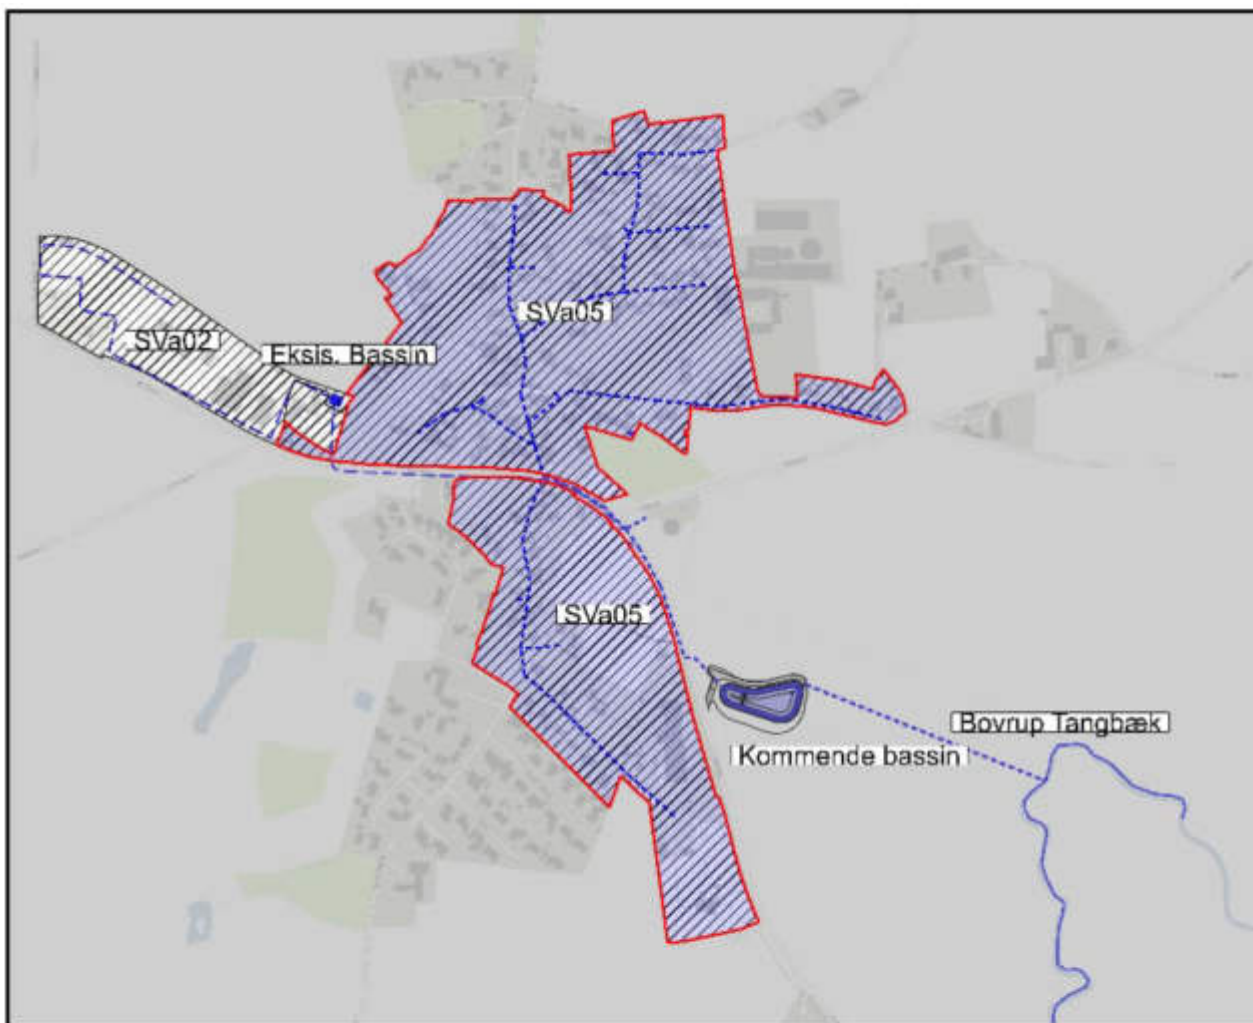 SVa05
SVa02
Eksis. Bassin
SVa05
Bovrup Tangbæk
Kommende bassin